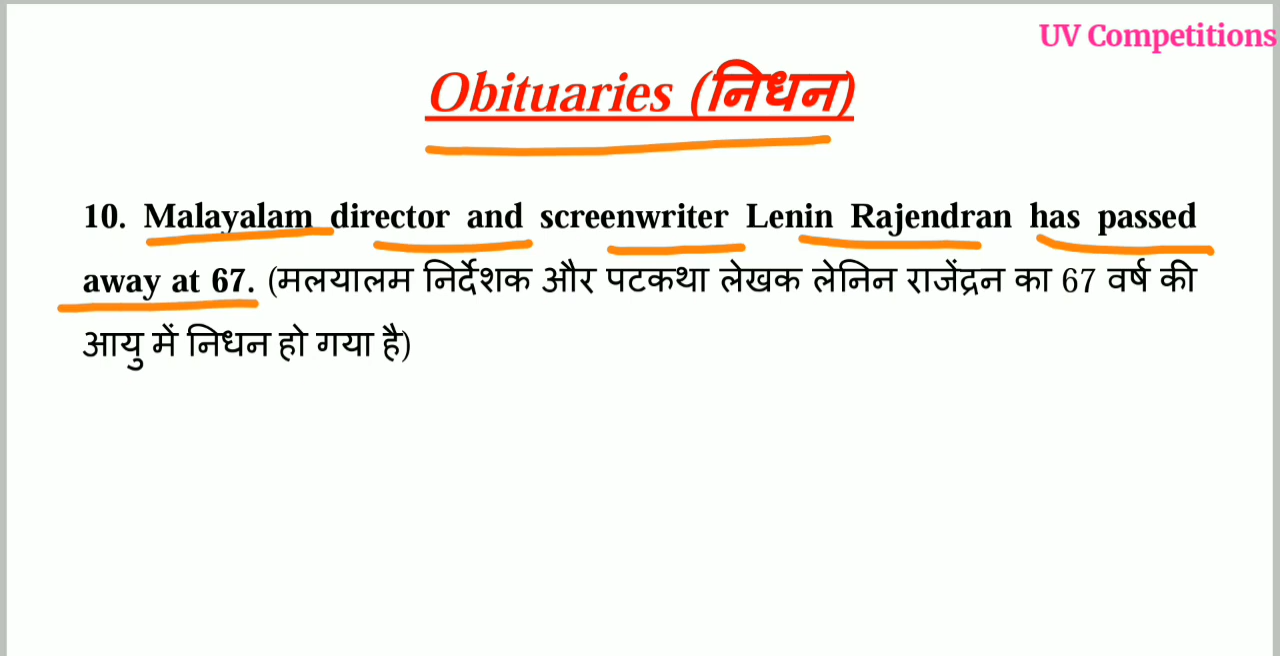 UV Competitions
Obituaries (निधन)
10. Malayalam director and screenwriter Lenin Rajendran has passed
away at 67. (मलयालम निर्देशक और पटकथा लेखक लेनिन राजेंद्रन का 67 वर्ष की
आयु में निधन हो गया है)